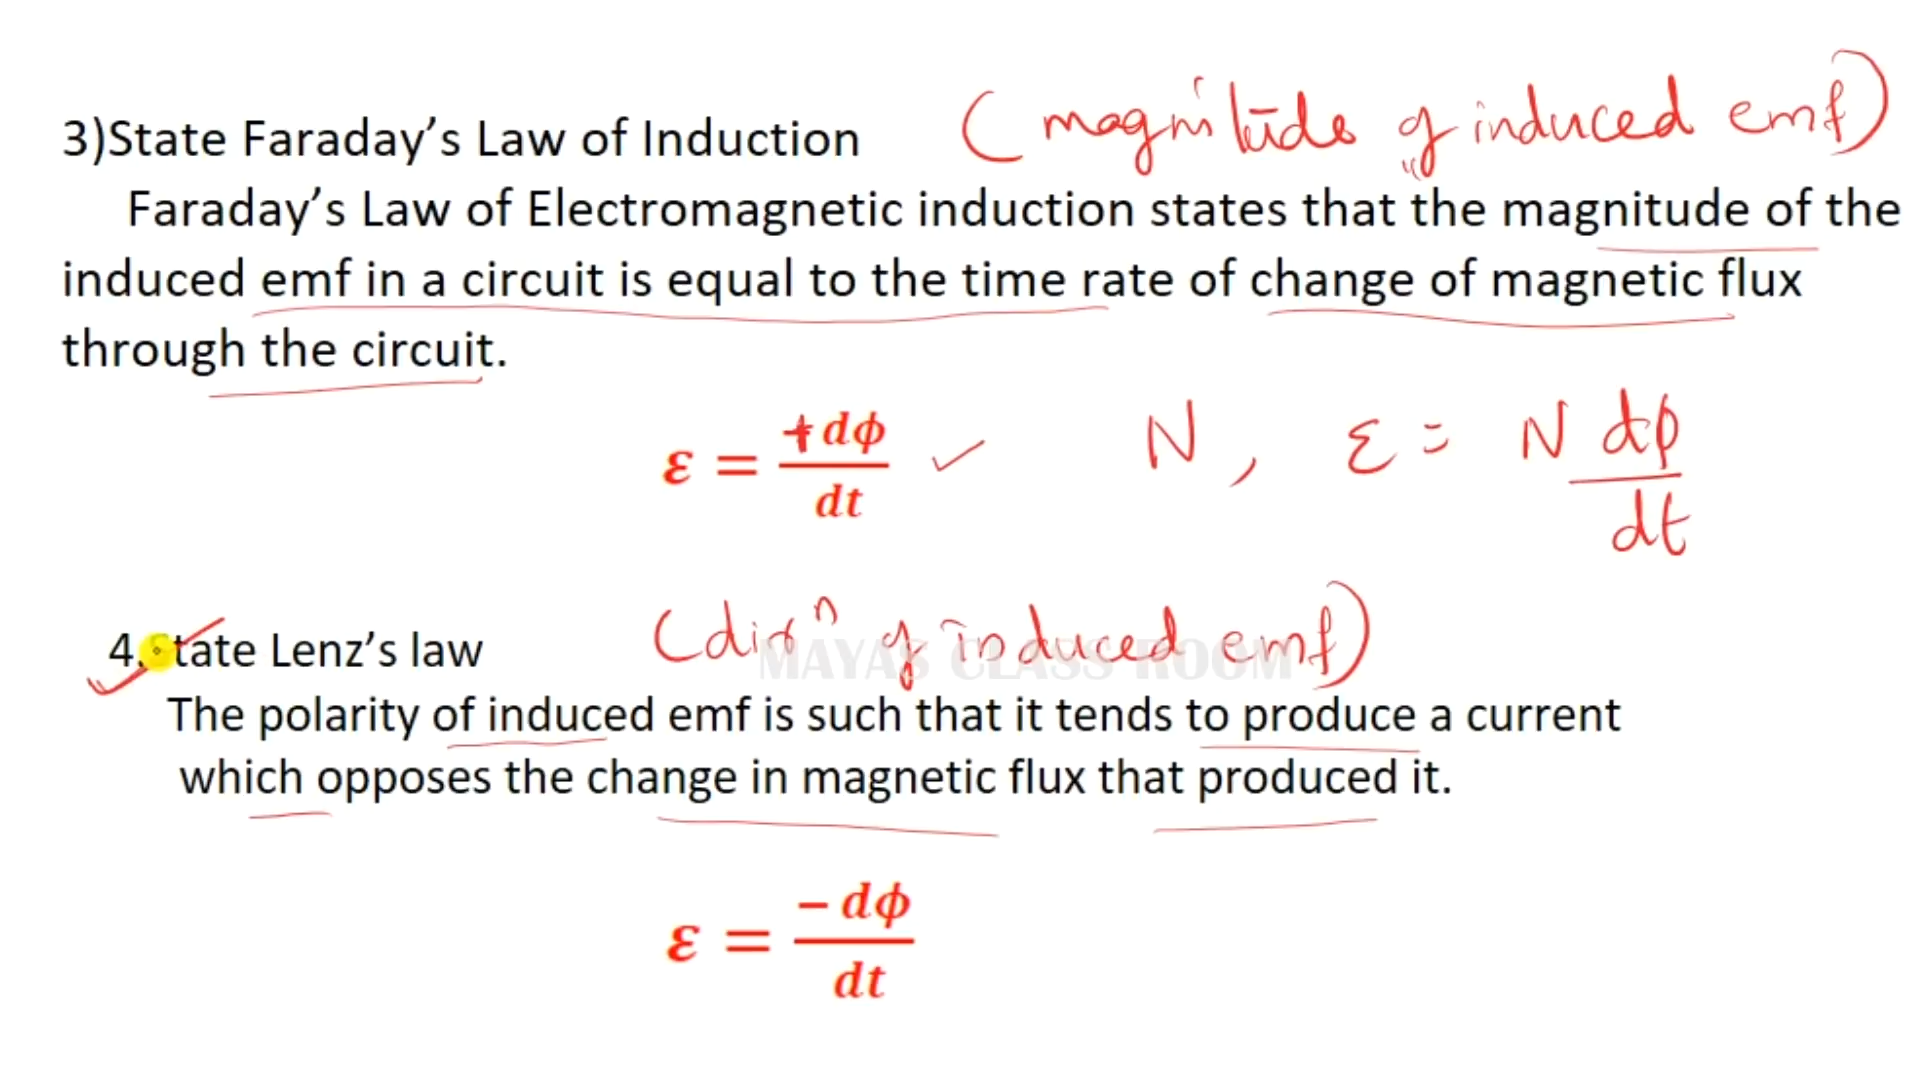 3)State Faraday’s Law of Induction (magnitude of induced emf)
Faraday’s Law of Electromagnetic induction states that the magnitude of the
induced emf in a circuit is equal to the time rate of change of magnetic flux
through the circuit.
ε = +dϕ/dt ✓ N, ε = N dϕ/dt
4.State Lenz’s law (dirⁿ of induced emf)
MAYAS CLASS ROOM
The polarity of induced emf is such that it tends to produce a current
which opposes the change in magnetic flux that produced it.
ε = − dϕ/dt